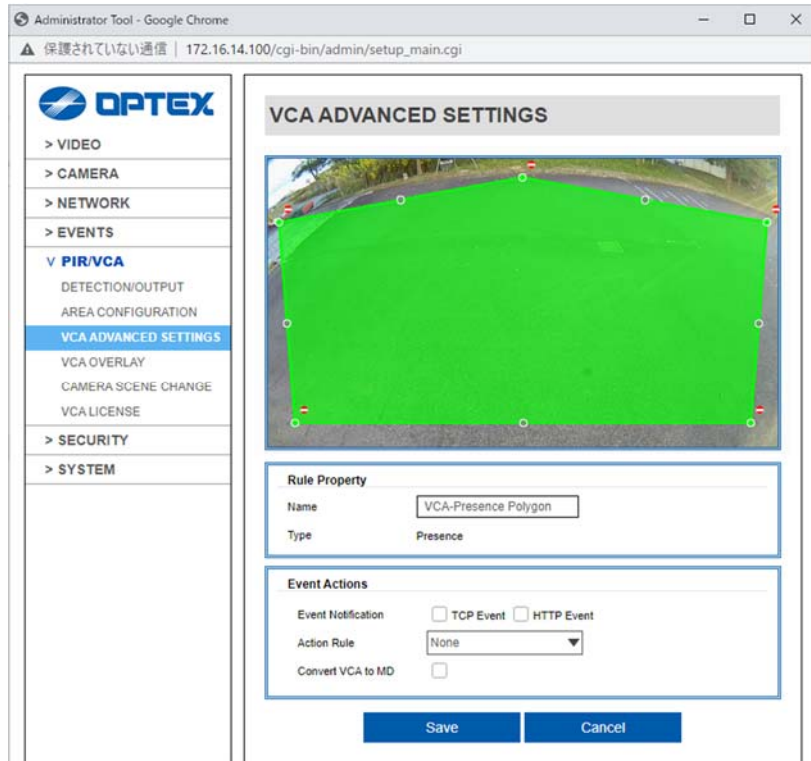 Administrator Tool - Google Chrome
保護されていない通信 | 172.16.14.100/cgi-bin/admin/setup_main.cgi
OPTEX
> VIDEO
> CAMERA
> NETWORK
> EVENTS
V PIR/VCA
DETECTION/OUTPUT
AREA CONFIGURATION
VCA ADVANCED SETTINGS
VCA OVERLAY
CAMERA SCENE CHANGE
VCA LICENSE
> SECURITY
> SYSTEM
VCA ADVANCED SETTINGS
Rule Property
Name VCA-Presence Polygon
Type Presence
Event Actions
Event Notification TCP Event HTTP Event
Action Rule None
Convert VCA to MD
Save Cancel